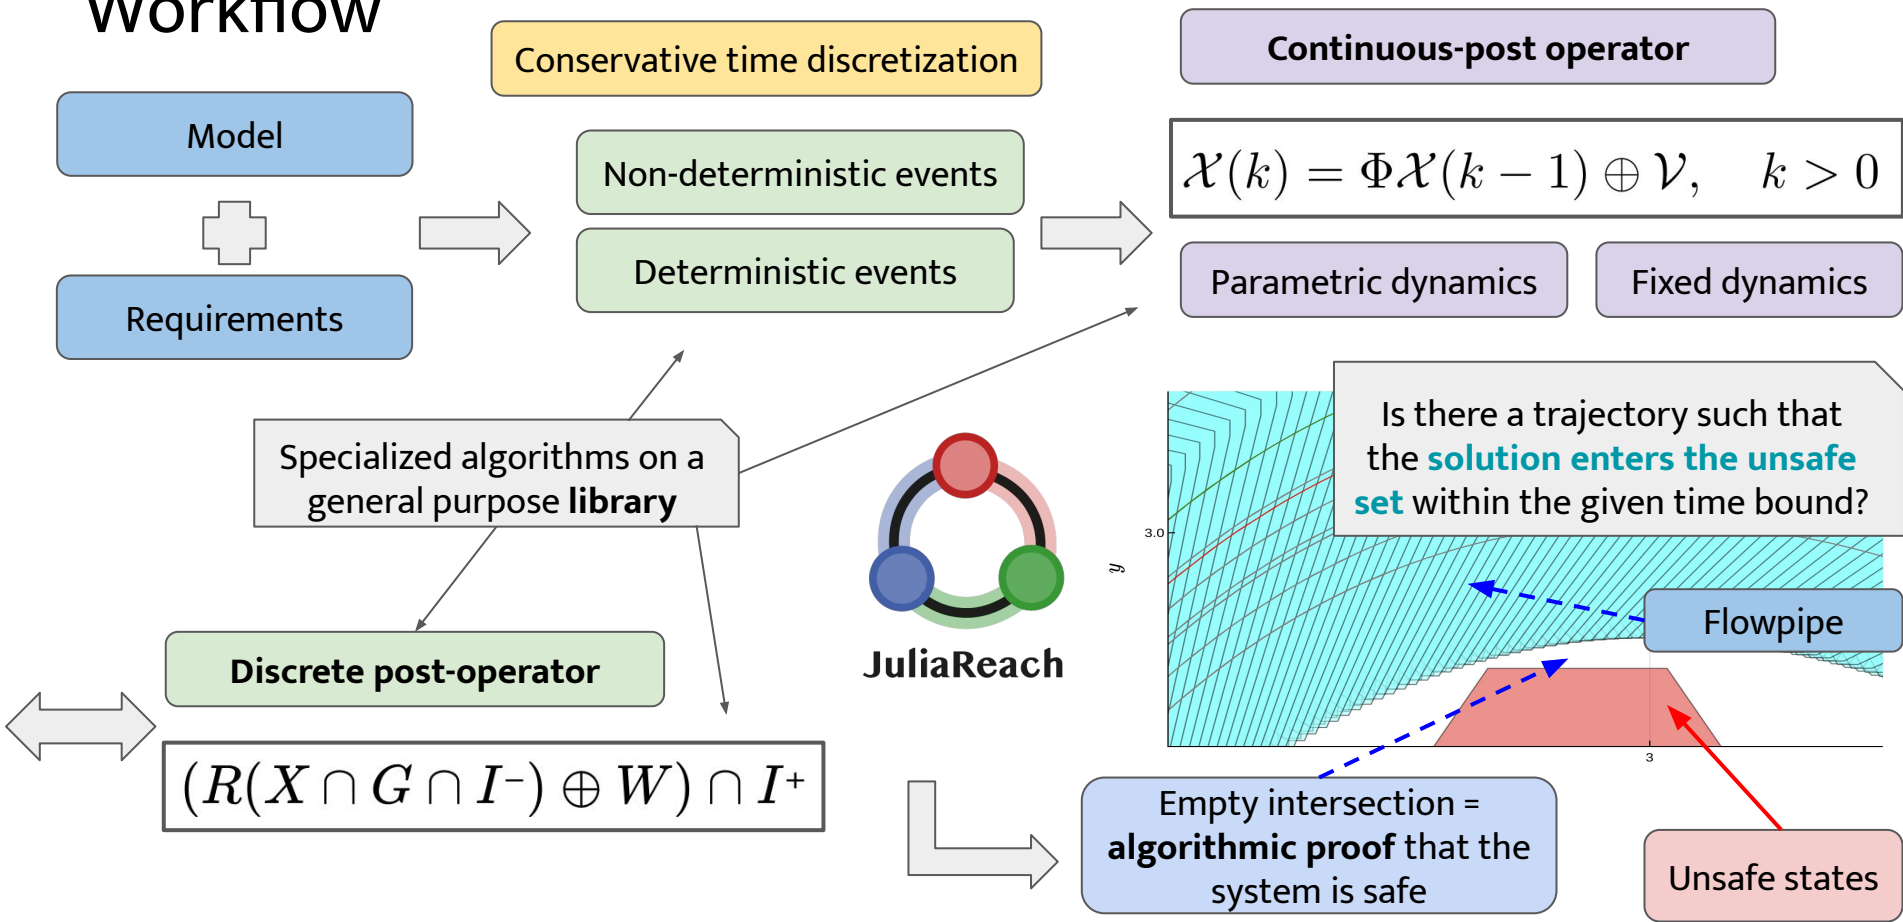 Workflow
Conservative time discretization
Continuous-post operator
Model
Non-deterministic events
𝒳(k) = Φ𝒳(k − 1) ⊕ 𝒱, k > 0
Deterministic events
Parametric dynamics
Fixed dynamics
Requirements
Specialized algorithms on a
general purpose library
Is there a trajectory such that
the solution enters the unsafe
set within the given time bound?
3.0
y
Flowpipe
JuliaReach
Discrete post-operator
3
(R(X ∩ G ∩ I⁻) ⊕ W) ∩ I⁺
Empty intersection =
algorithmic proof that the
system is safe
Unsafe states